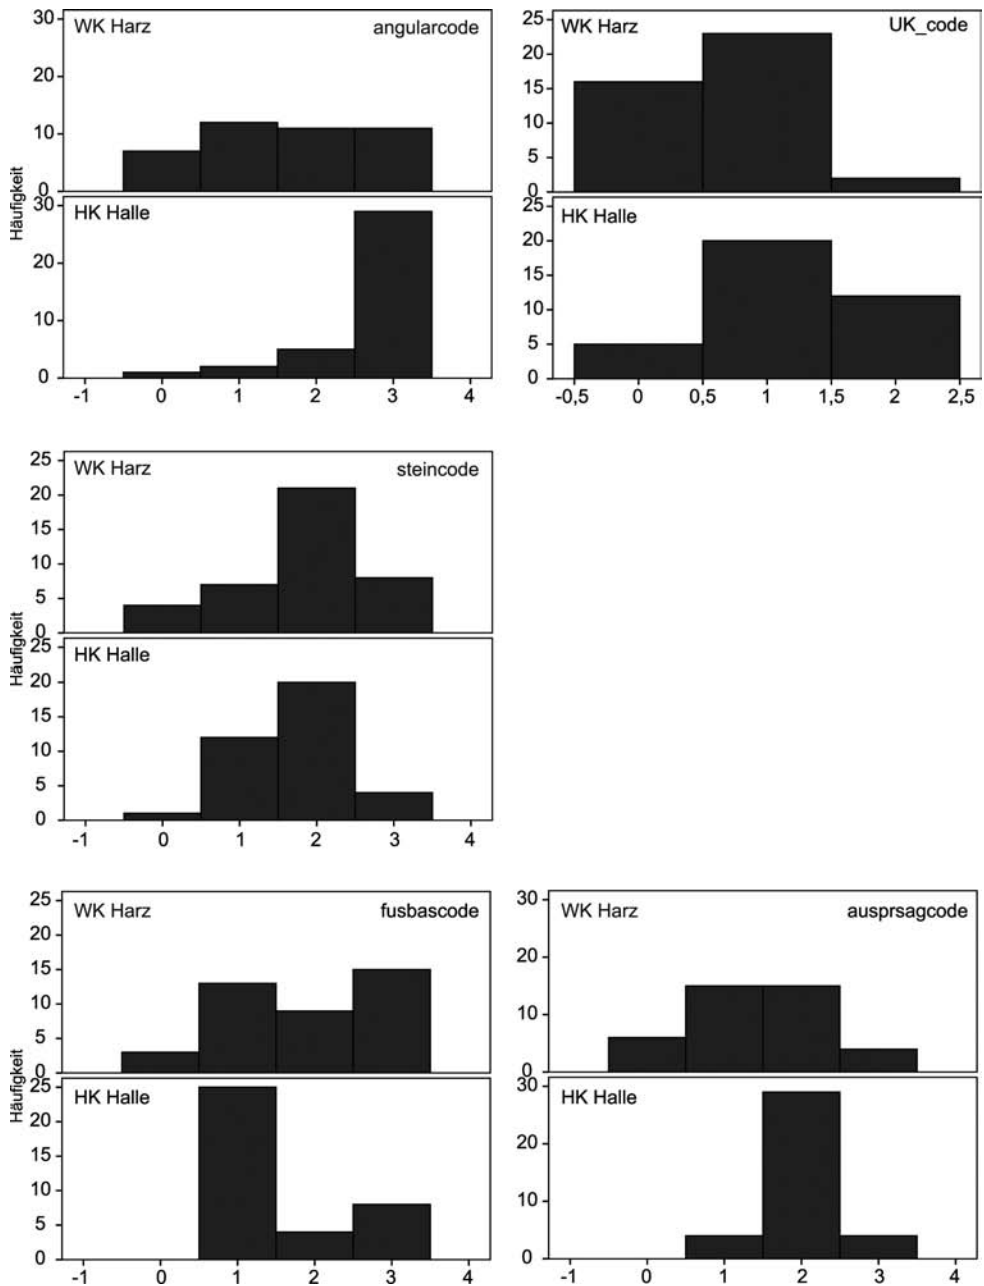 WK Harz angularcode
30
20
10
0
Häufigkeit
HK Halle
30
20
10
0
-1 0 1 2 3 4
WK Harz UK_code
25
20
15
10
5
0
HK Halle
25
20
15
10
5
0
-0,5 0 0,5 1 1,5 2 2,5
WK Harz steincode
25
20
15
10
5
0
Häufigkeit
HK Halle
25
20
15
10
5
0
-1 0 1 2 3 4
WK Harz fusbascode
25
20
15
10
5
0
Häufigkeit
HK Halle
25
20
15
10
5
0
-1 0 1 2 3 4
WK Harz ausprsagcode
30
20
10
0
HK Halle
30
20
10
0
-1 0 1 2 3 4